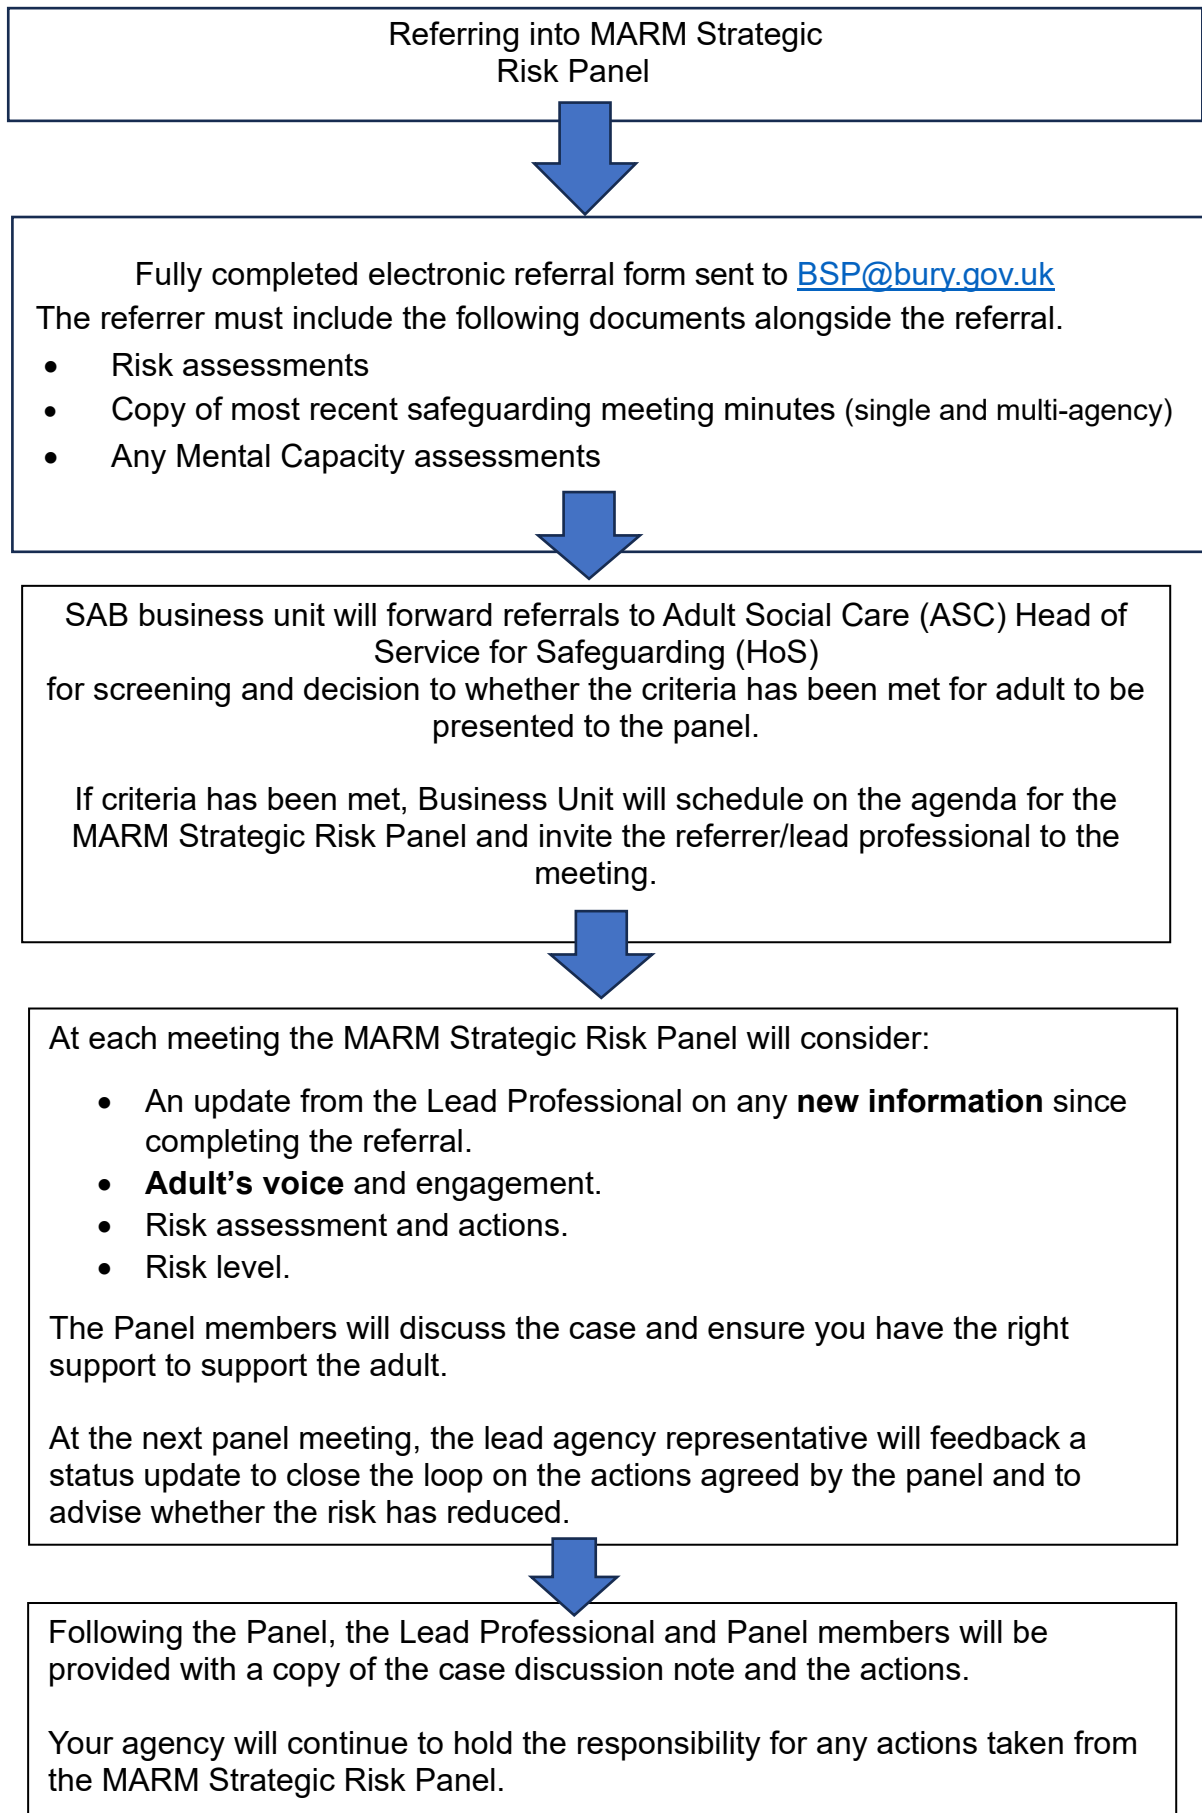 Referring into MARM Strategic
Risk Panel
Fully completed electronic referral form sent to BSP@bury.gov.uk
The referrer must include the following documents alongside the referral.
• Risk assessments
• Copy of most recent safeguarding meeting minutes (single and multi-agency)
• Any Mental Capacity assessments
SAB business unit will forward referrals to Adult Social Care (ASC) Head of
Service for Safeguarding (HoS)
for screening and decision to whether the criteria has been met for adult to be
presented to the panel.
If criteria has been met, Business Unit will schedule on the agenda for the
MARM Strategic Risk Panel and invite the referrer/lead professional to the
meeting.
At each meeting the MARM Strategic Risk Panel will consider:
• An update from the Lead Professional on any new information since
completing the referral.
• Adult’s voice and engagement.
• Risk assessment and actions.
• Risk level.
The Panel members will discuss the case and ensure you have the right
support to support the adult.
At the next panel meeting, the lead agency representative will feedback a
status update to close the loop on the actions agreed by the panel and to
advise whether the risk has reduced.
Following the Panel, the Lead Professional and Panel members will be
provided with a copy of the case discussion note and the actions.
Your agency will continue to hold the responsibility for any actions taken from
the MARM Strategic Risk Panel.